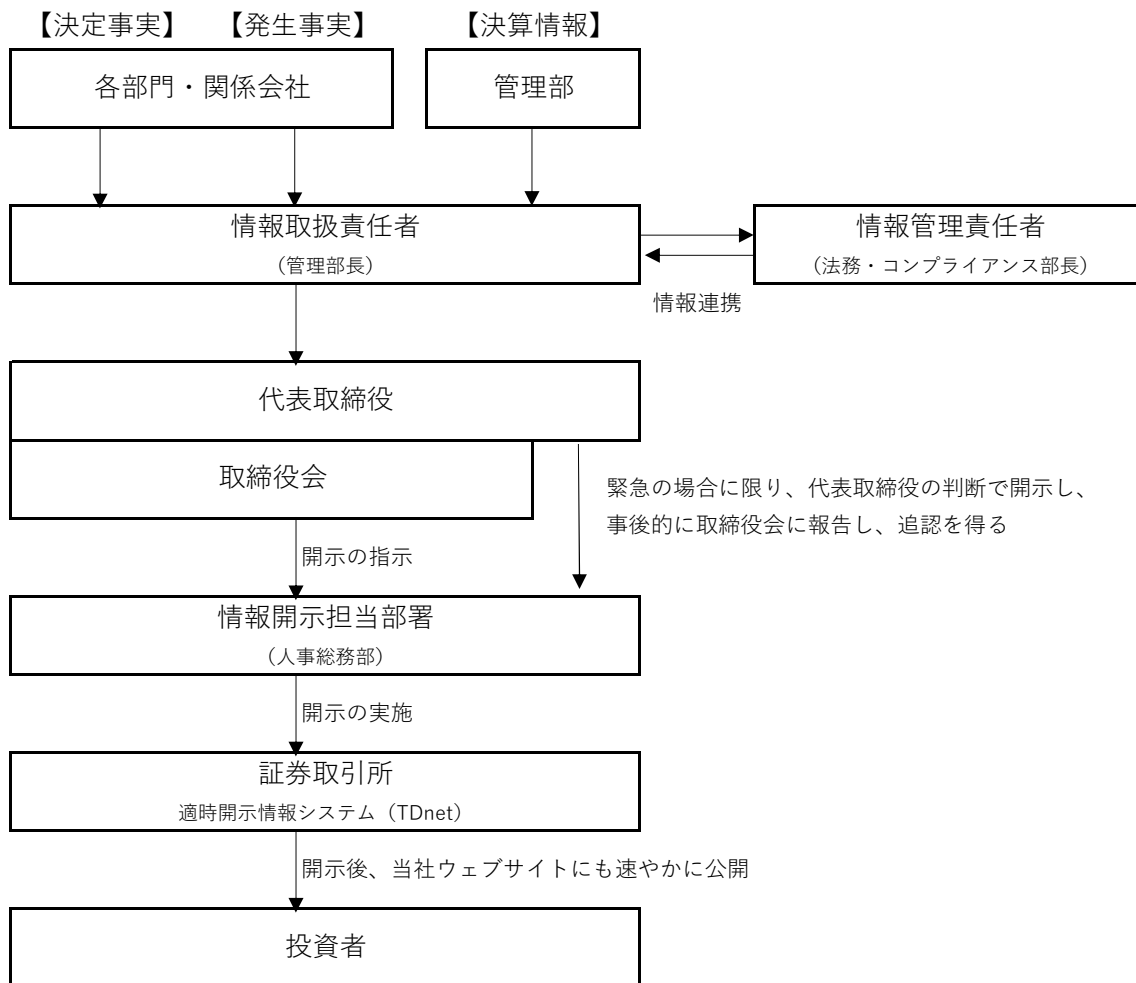 【決定事実】 【発生事実】 【決算情報】
各部門・関係会社
管理部
情報取扱責任者
（管理部長）
情報管理責任者
（法務・コンプライアンス部長）
情報連携
代表取締役
取締役会
緊急の場合に限り、代表取締役の判断で開示し、
事後的に取締役会に報告し、追認を得る
開示の指示
情報開示担当部署
（人事総務部）
開示の実施
証券取引所
適時開示情報システム（TDnet）
開示後、当社ウェブサイトにも速やかに公開
投資者